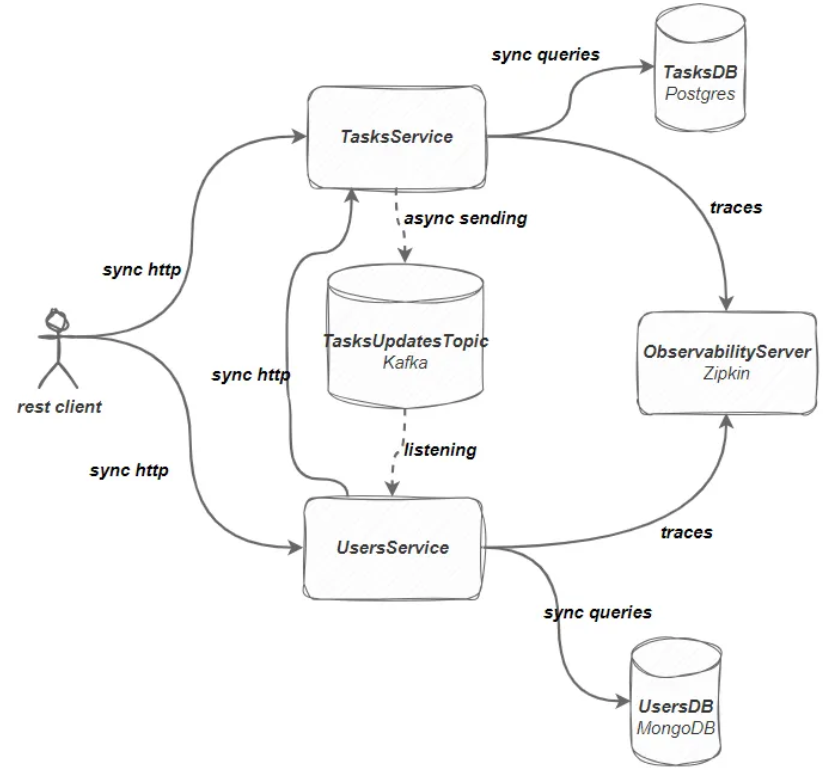 sync queries
TasksDB
Postgres
TasksService
traces
async sending
sync http
TasksUpdatesTopic
Kafka
ObservabilityServer
Zipkin
sync http
rest client
listening
sync http
UsersService
traces
sync queries
UsersDB
MongoDB